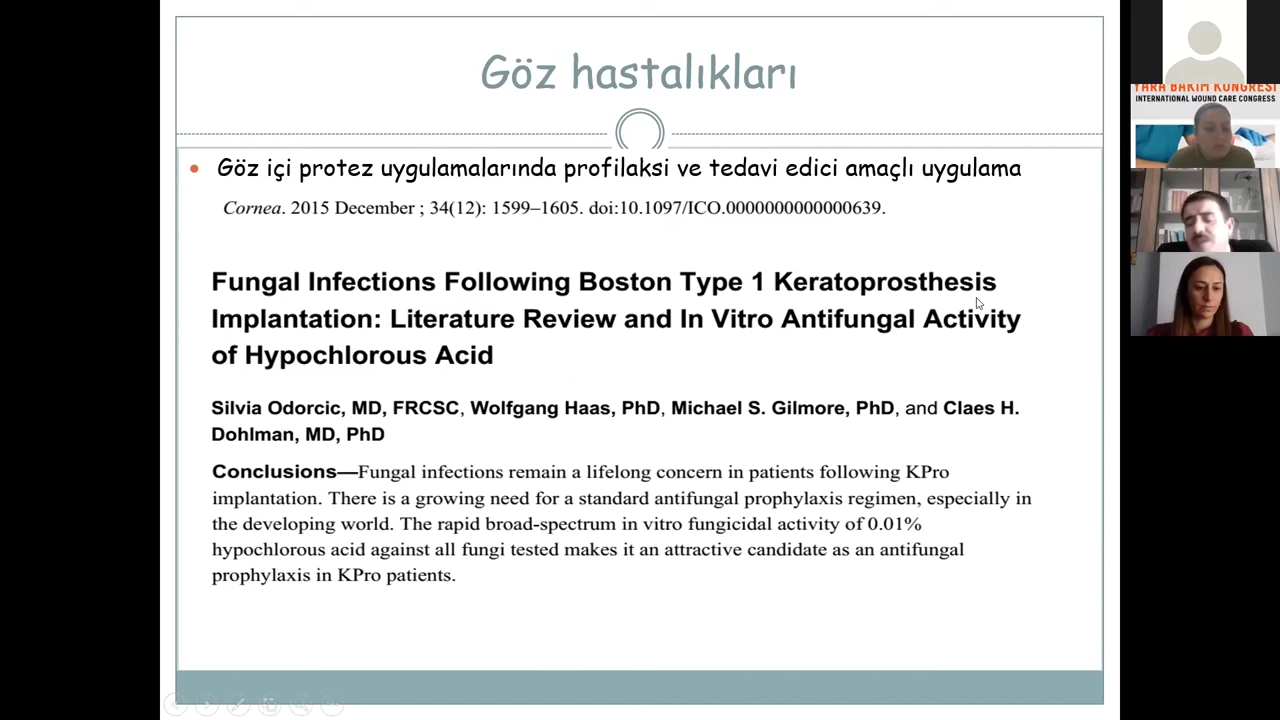 Göz hastalıkları
Göz içi protez uygulamalarında profilaksi ve tedavi edici amaçlı uygulama
Cornea. 2015 December ; 34(12): 1599–1605. doi:10.1097/ICO.0000000000000639.
Fungal Infections Following Boston Type 1 Keratoprosthesis
Implantation: Literature Review and In Vitro Antifungal Activity
of Hypochlorous Acid
Silvia Odorcic, MD, FRCSC, Wolfgang Haas, PhD, Michael S. Gilmore, PhD, and Claes H.
Dohlman, MD, PhD
Conclusions—Fungal infections remain a lifelong concern in patients following KPro
implantation. There is a growing need for a standard antifungal prophylaxis regimen, especially in
the developing world. The rapid broad-spectrum in vitro fungicidal activity of 0.01%
hypochlorous acid against all fungi tested makes it an attractive candidate as an antifungal
prophylaxis in KPro patients.
YARA BAKIM KONGRESİ
INTERNATIONAL WOUND CARE CONGRESS